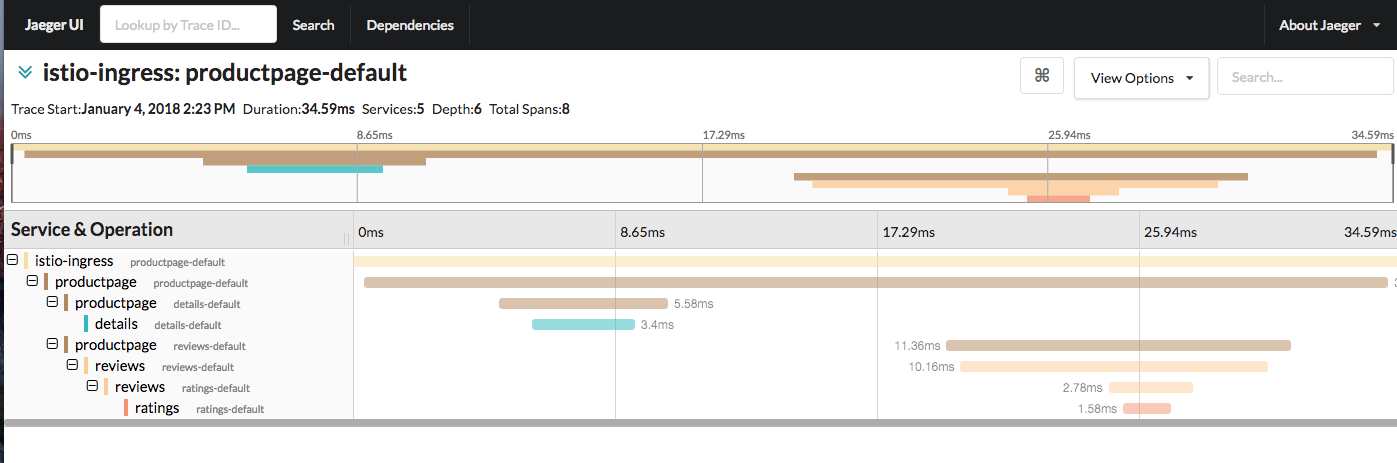 Jaeger UI Lookup by Trace ID... Search Dependencies About Jaeger
istio-ingress: productpage-default ⌘ View Options Search...
Trace Start:January 4, 2018 2:23 PM Duration:34.59ms Services:5 Depth:6 Total Spans:8
0ms 8.65ms 17.29ms 25.94ms 34.59ms
Service & Operation 0ms 8.65ms 17.29ms 25.94ms 34.59ms
istio-ingress productpage-default
productpage productpage-default
productpage details-default 5.58ms
details details-default 3.4ms
productpage reviews-default 11.36ms
reviews reviews-default 10.16ms
reviews ratings-default 2.78ms
ratings ratings-default 1.58ms